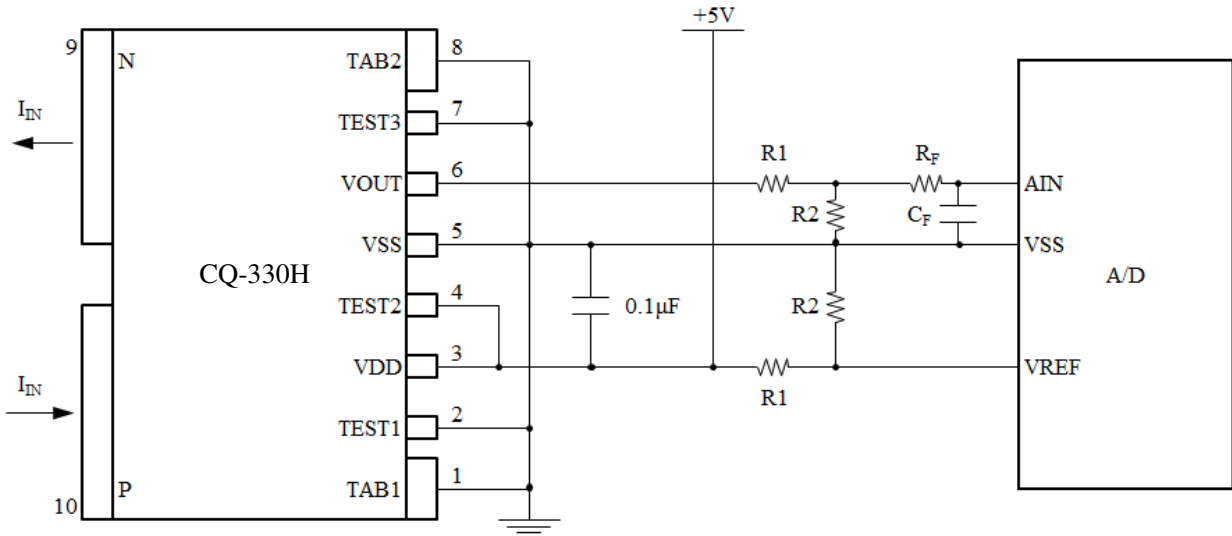 +5V
9
N
TAB2
8
I_IN
TEST3
7
VOUT
6
R1
R_F
AIN
R2
C_F
VSS
5
VSS
CQ-330H
A/D
TEST2
4
0.1µF
R2
VDD
3
VREF
I_IN
R1
TEST1
2
TAB1
1
P
10